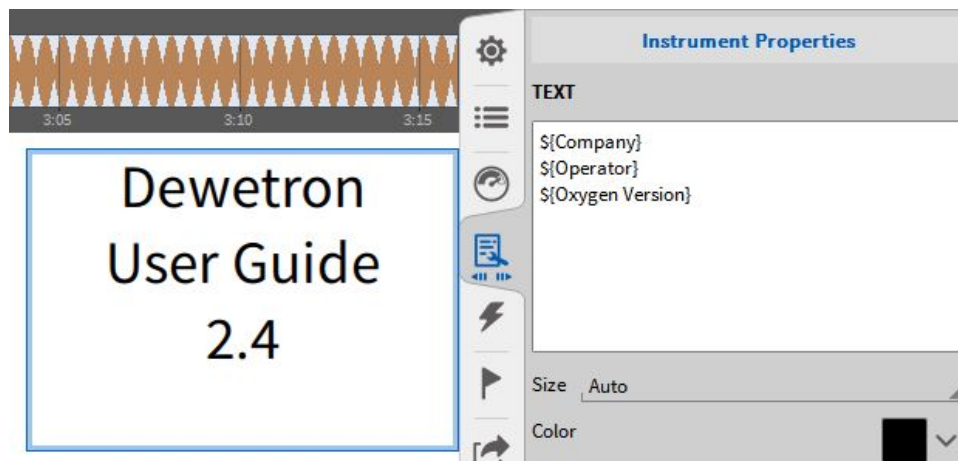 3:05 3:10 3:15
Dewetron
User Guide
2.4
Instrument Properties
TEXT
${Company}
${Operator}
${Oxygen Version}
Size Auto
Color